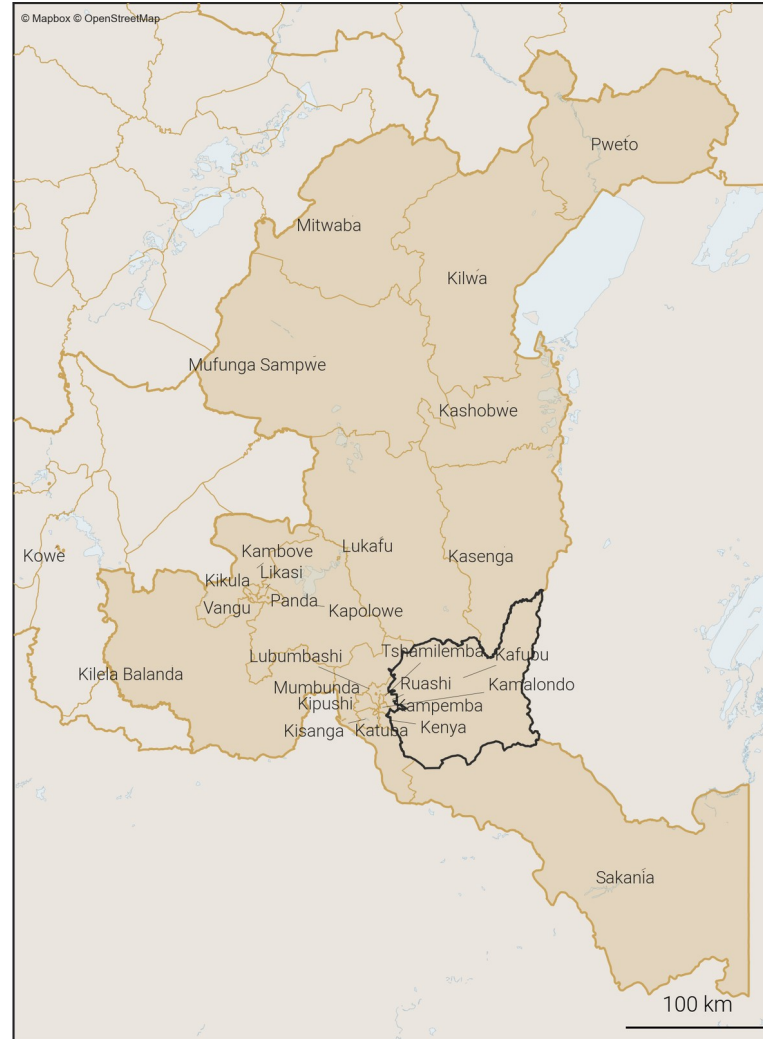 © Mapbox © OpenStreetMap
Pweto
Mitwaba
Kilwa
Mufunga Sampwe
Kashobwe
Lukafu
Kambove
Kasenga
Kowe
Likasi
Kikula
Panda
Vangu
Kapolowe
Tshamilemba
Kafubu
Lubumbashi
Kilela Balanda
Ruashi
Kamalondo
Mumbunda
Kipushi
Kampemba
Kisanga
Katuba
Kenya
Sakania
100 km